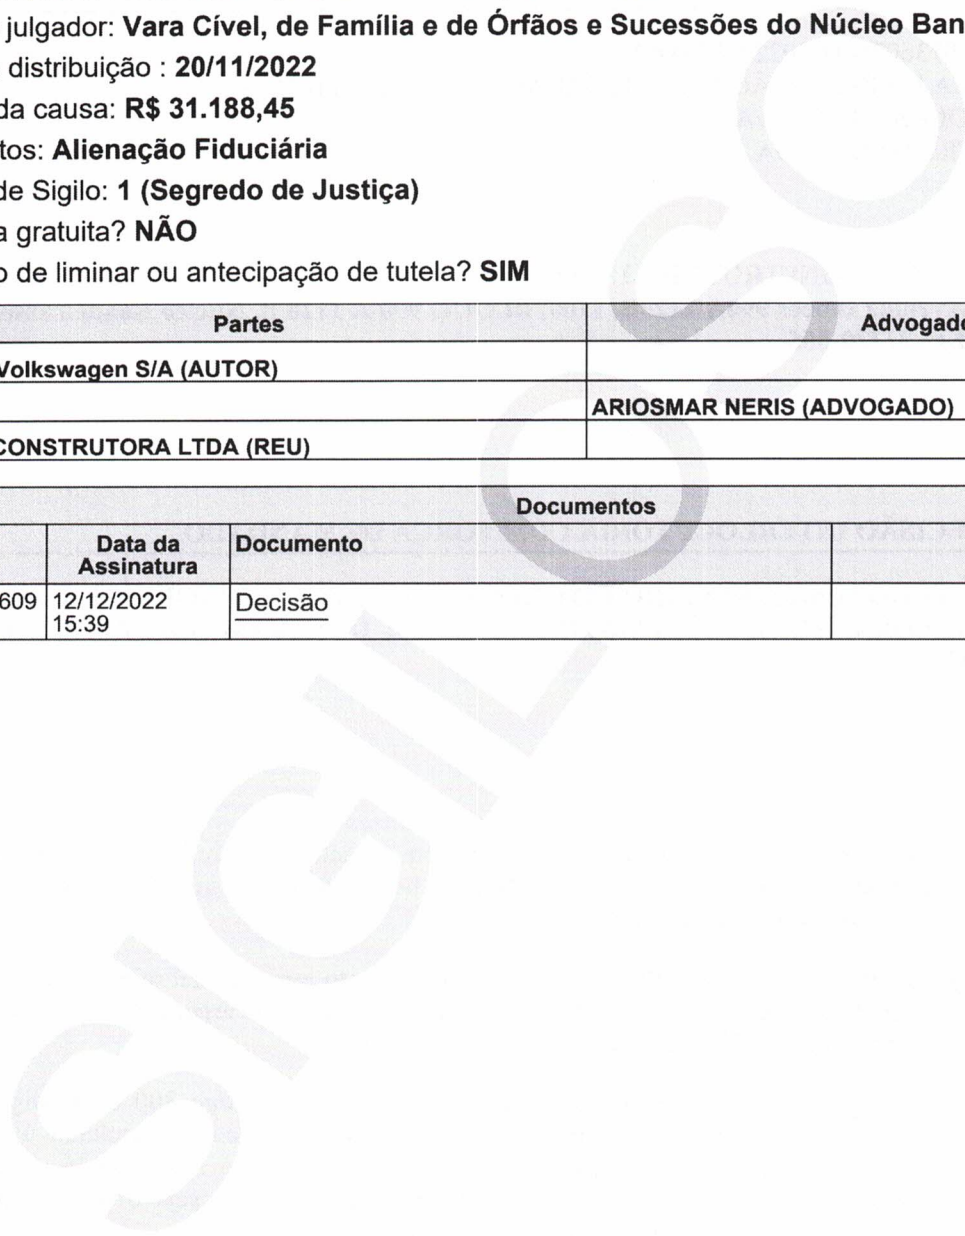 julgador: Vara Cível, de Família e de Órfãos e Sucessões do Núcleo Ban
distribuição : 20/11/2022
da causa: R$ 31.188,45
tos: Alienação Fiduciária
de Sigilo: 1 (Segredo de Justiça)
a gratuita? NÃO
o de liminar ou antecipação de tutela? SIM
Partes Advogad
Volkswagen S/A (AUTOR)
ARIOSMAR NERIS (ADVOGADO)
CONSTRUTORA LTDA (REU)
Documentos
Data da Assinatura Documento
609 12/12/2022 15:39 Decisão
SIGILOSO